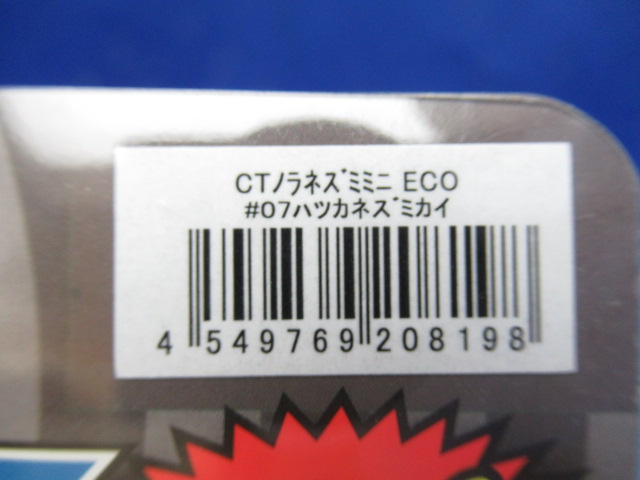 CTﾉﾗﾈｽﾞﾐﾐﾆ ECO
#07ﾊﾂｶﾈｽﾞﾐｶｲ
4 549769 208198